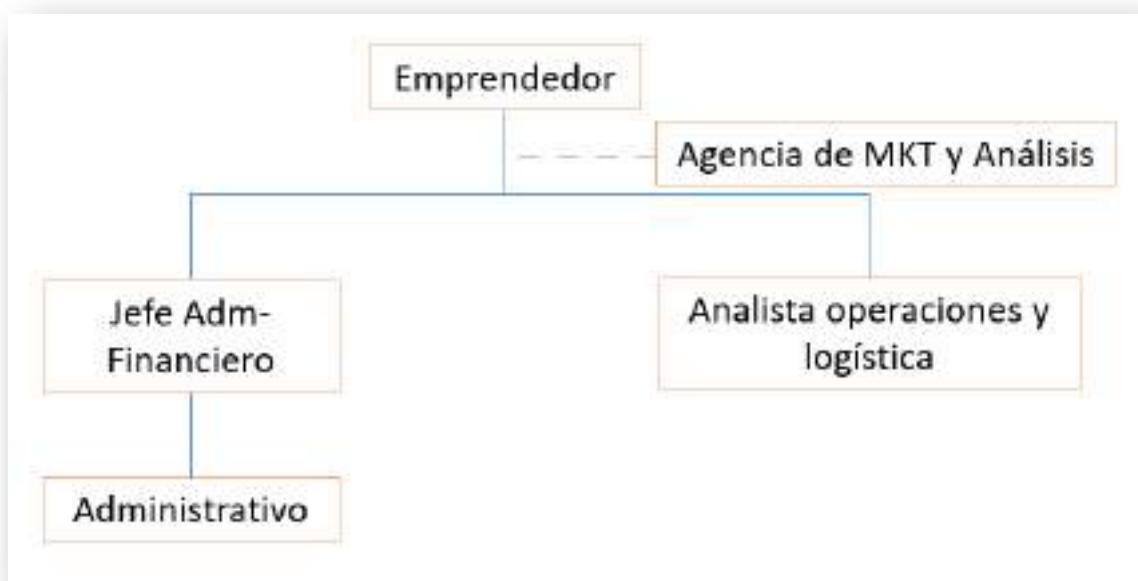 Emprendedor
Agencia de MKT y Análisis
Jefe Adm-
Financiero
Analista operaciones y
logística
Administrativo